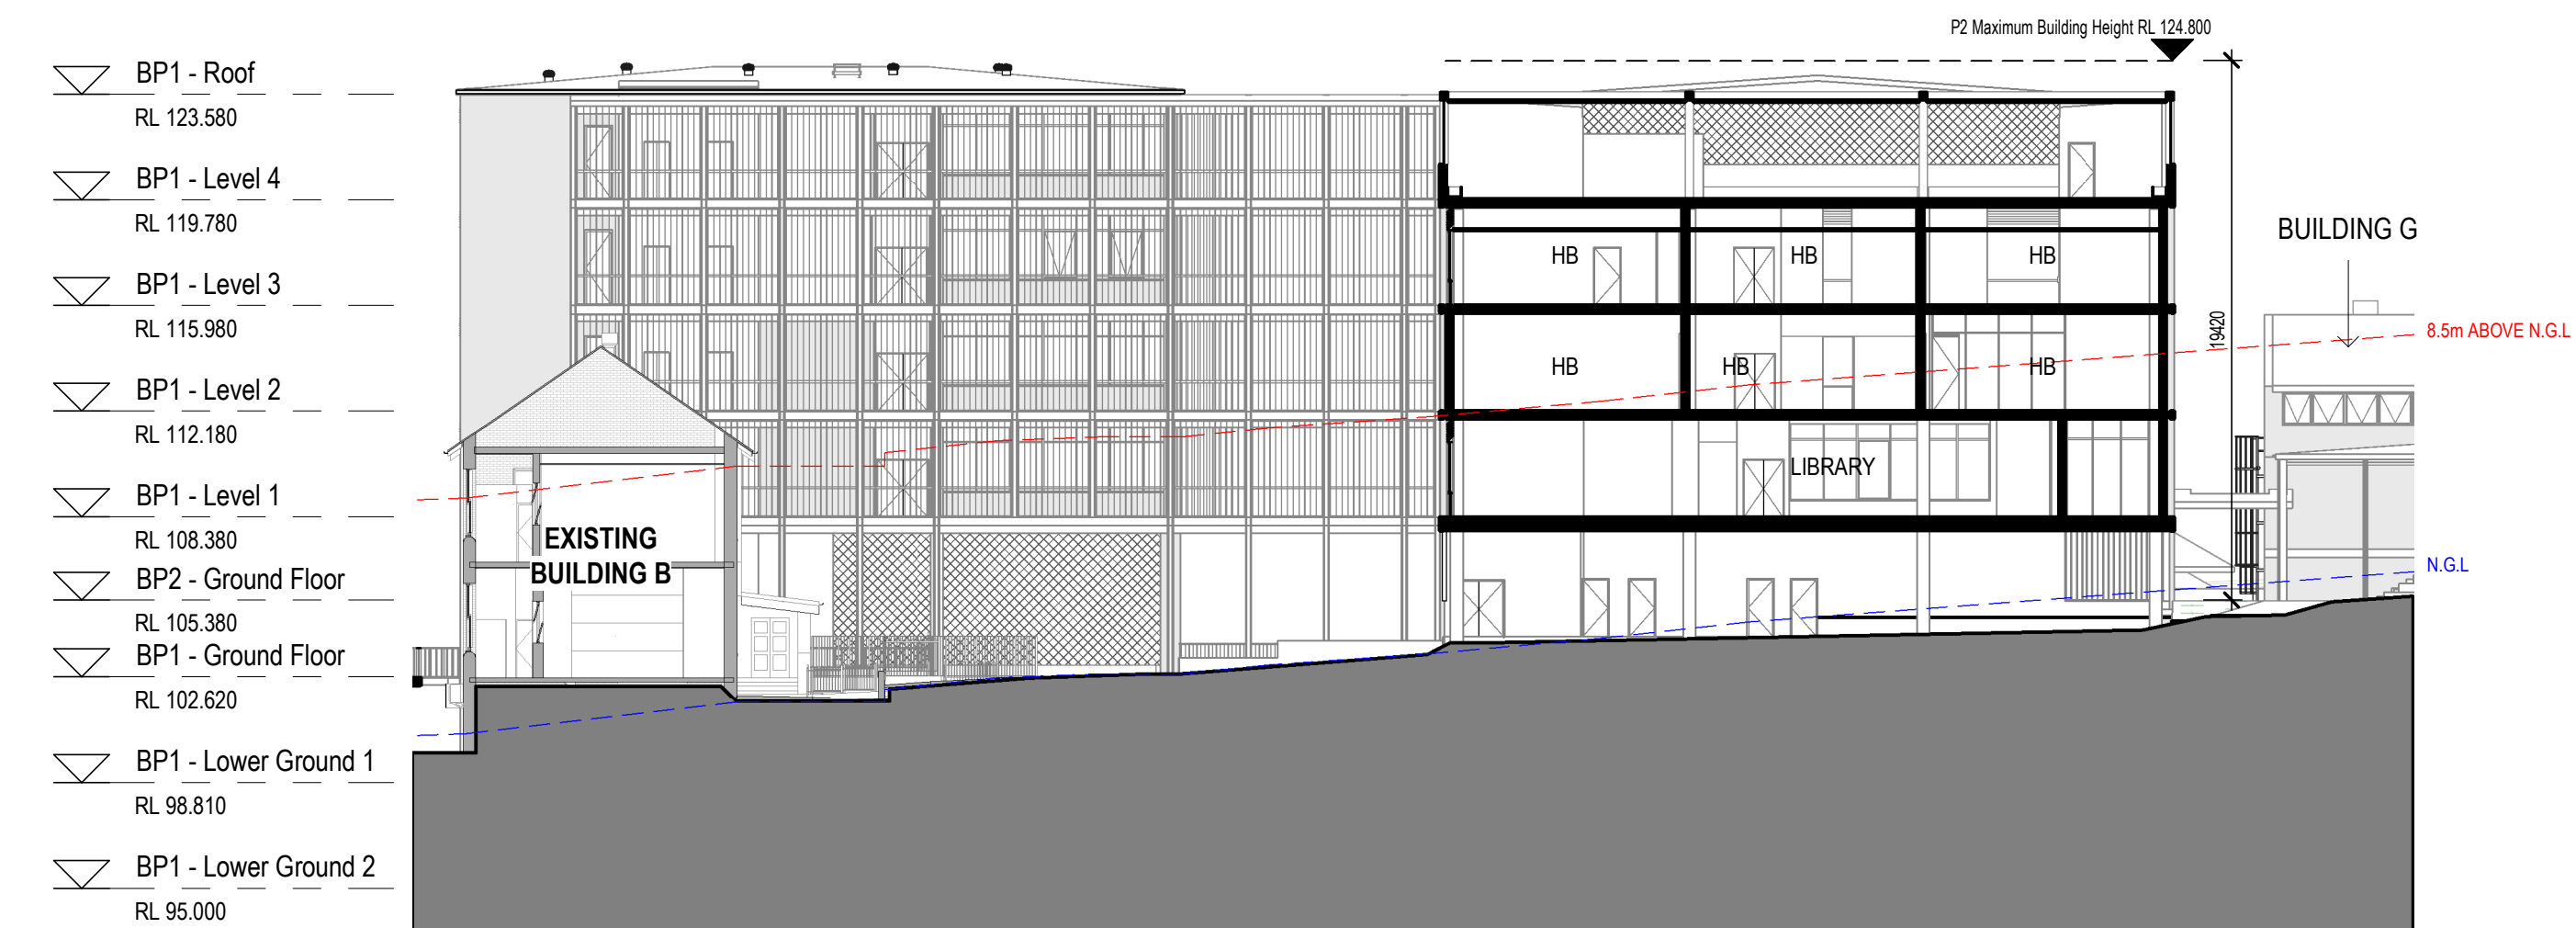 P2 Maximum Building Height RL 124.800
BP1 - Roof
RL 123.580
BP1 - Level 4
RL 119.780
BP1 - Level 3
RL 115.980
BP1 - Level 2
RL 112.180
BP1 - Level 1
RL 108.380
BP2 - Ground Floor
RL 105.380
BP1 - Ground Floor
RL 102.620
BP1 - Lower Ground 1
RL 98.810
BP1 - Lower Ground 2
RL 95.000
EXISTING
BUILDING B
HB
HB
HB
HB
HB
HB
LIBRARY
19420
BUILDING G
8.5m ABOVE N.G.L
N.G.L